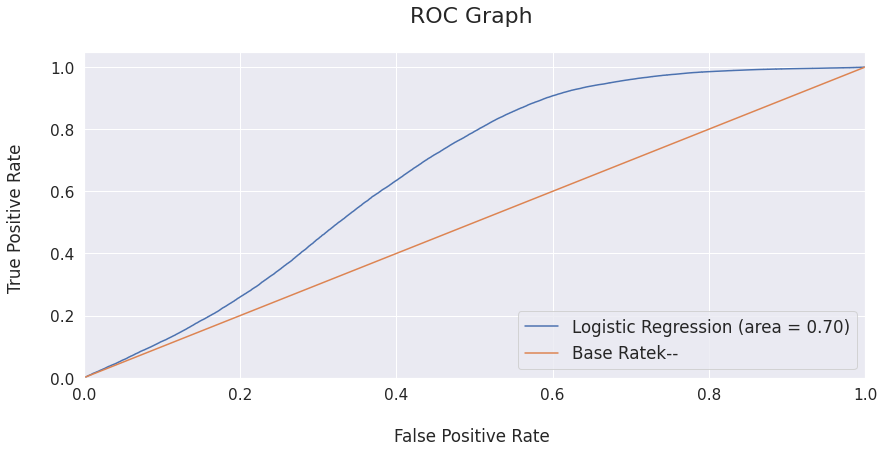 ROC Graph
1.0
0.8
0.6
0.4
0.2
0.0
True Positive Rate
Logistic Regression (area = 0.70)
Base Ratek--
0.0 0.2 0.4 0.6 0.8 1.0
False Positive Rate